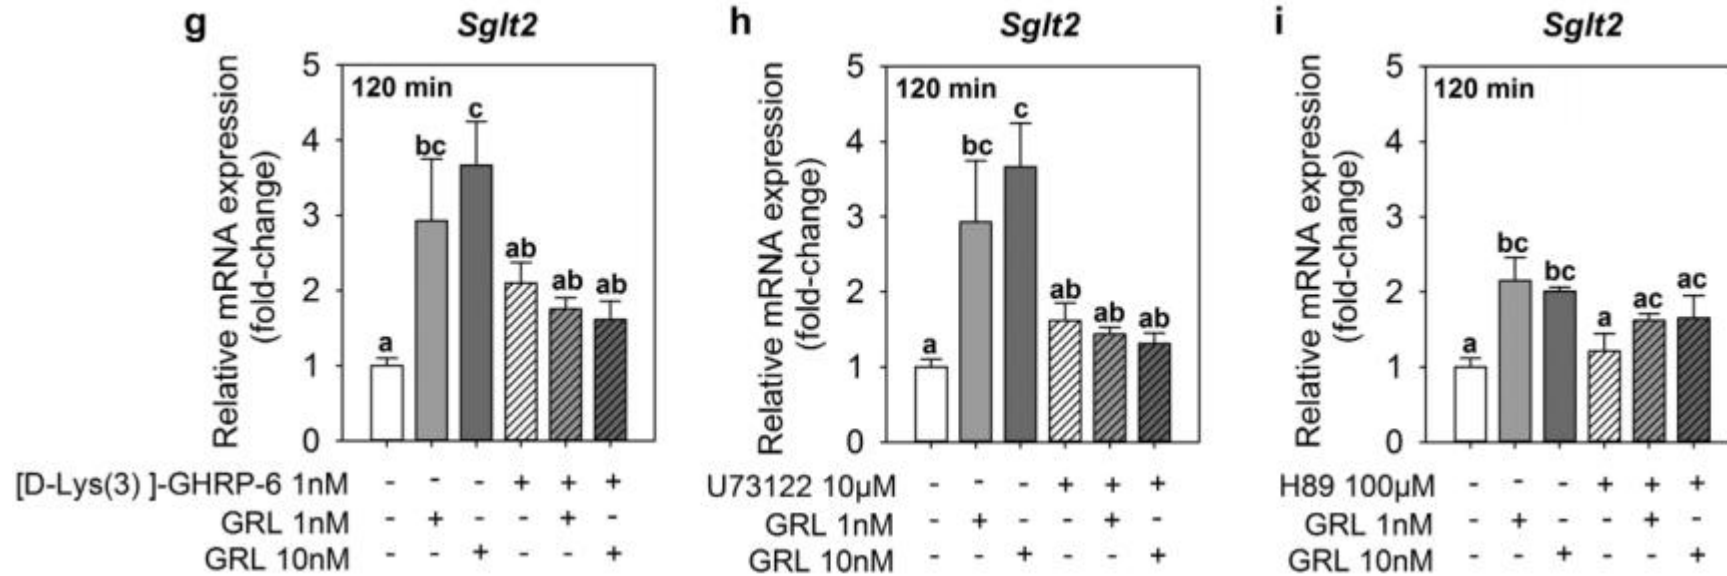 g Sglt2
Relative mRNA expression
(fold-change)
120 min
5
4
3
2
1
0
a bc c ab ab ab
[D-Lys(3) ]-GHRP-6 1nM - - - + + +
GRL 1nM - + - - + -
GRL 10nM - - + - - +
h Sglt2
Relative mRNA expression
(fold-change)
120 min
5
4
3
2
1
0
a bc c ab ab ab
U73122 10µM - - - + + +
GRL 1nM - + - - + -
GRL 10nM - - + - - +
i Sglt2
Relative mRNA expression
(fold-change)
120 min
5
4
3
2
1
0
a bc bc a ac ac
H89 100µM - - - + + +
GRL 1nM - + - - + -
GRL 10nM - - + - - +